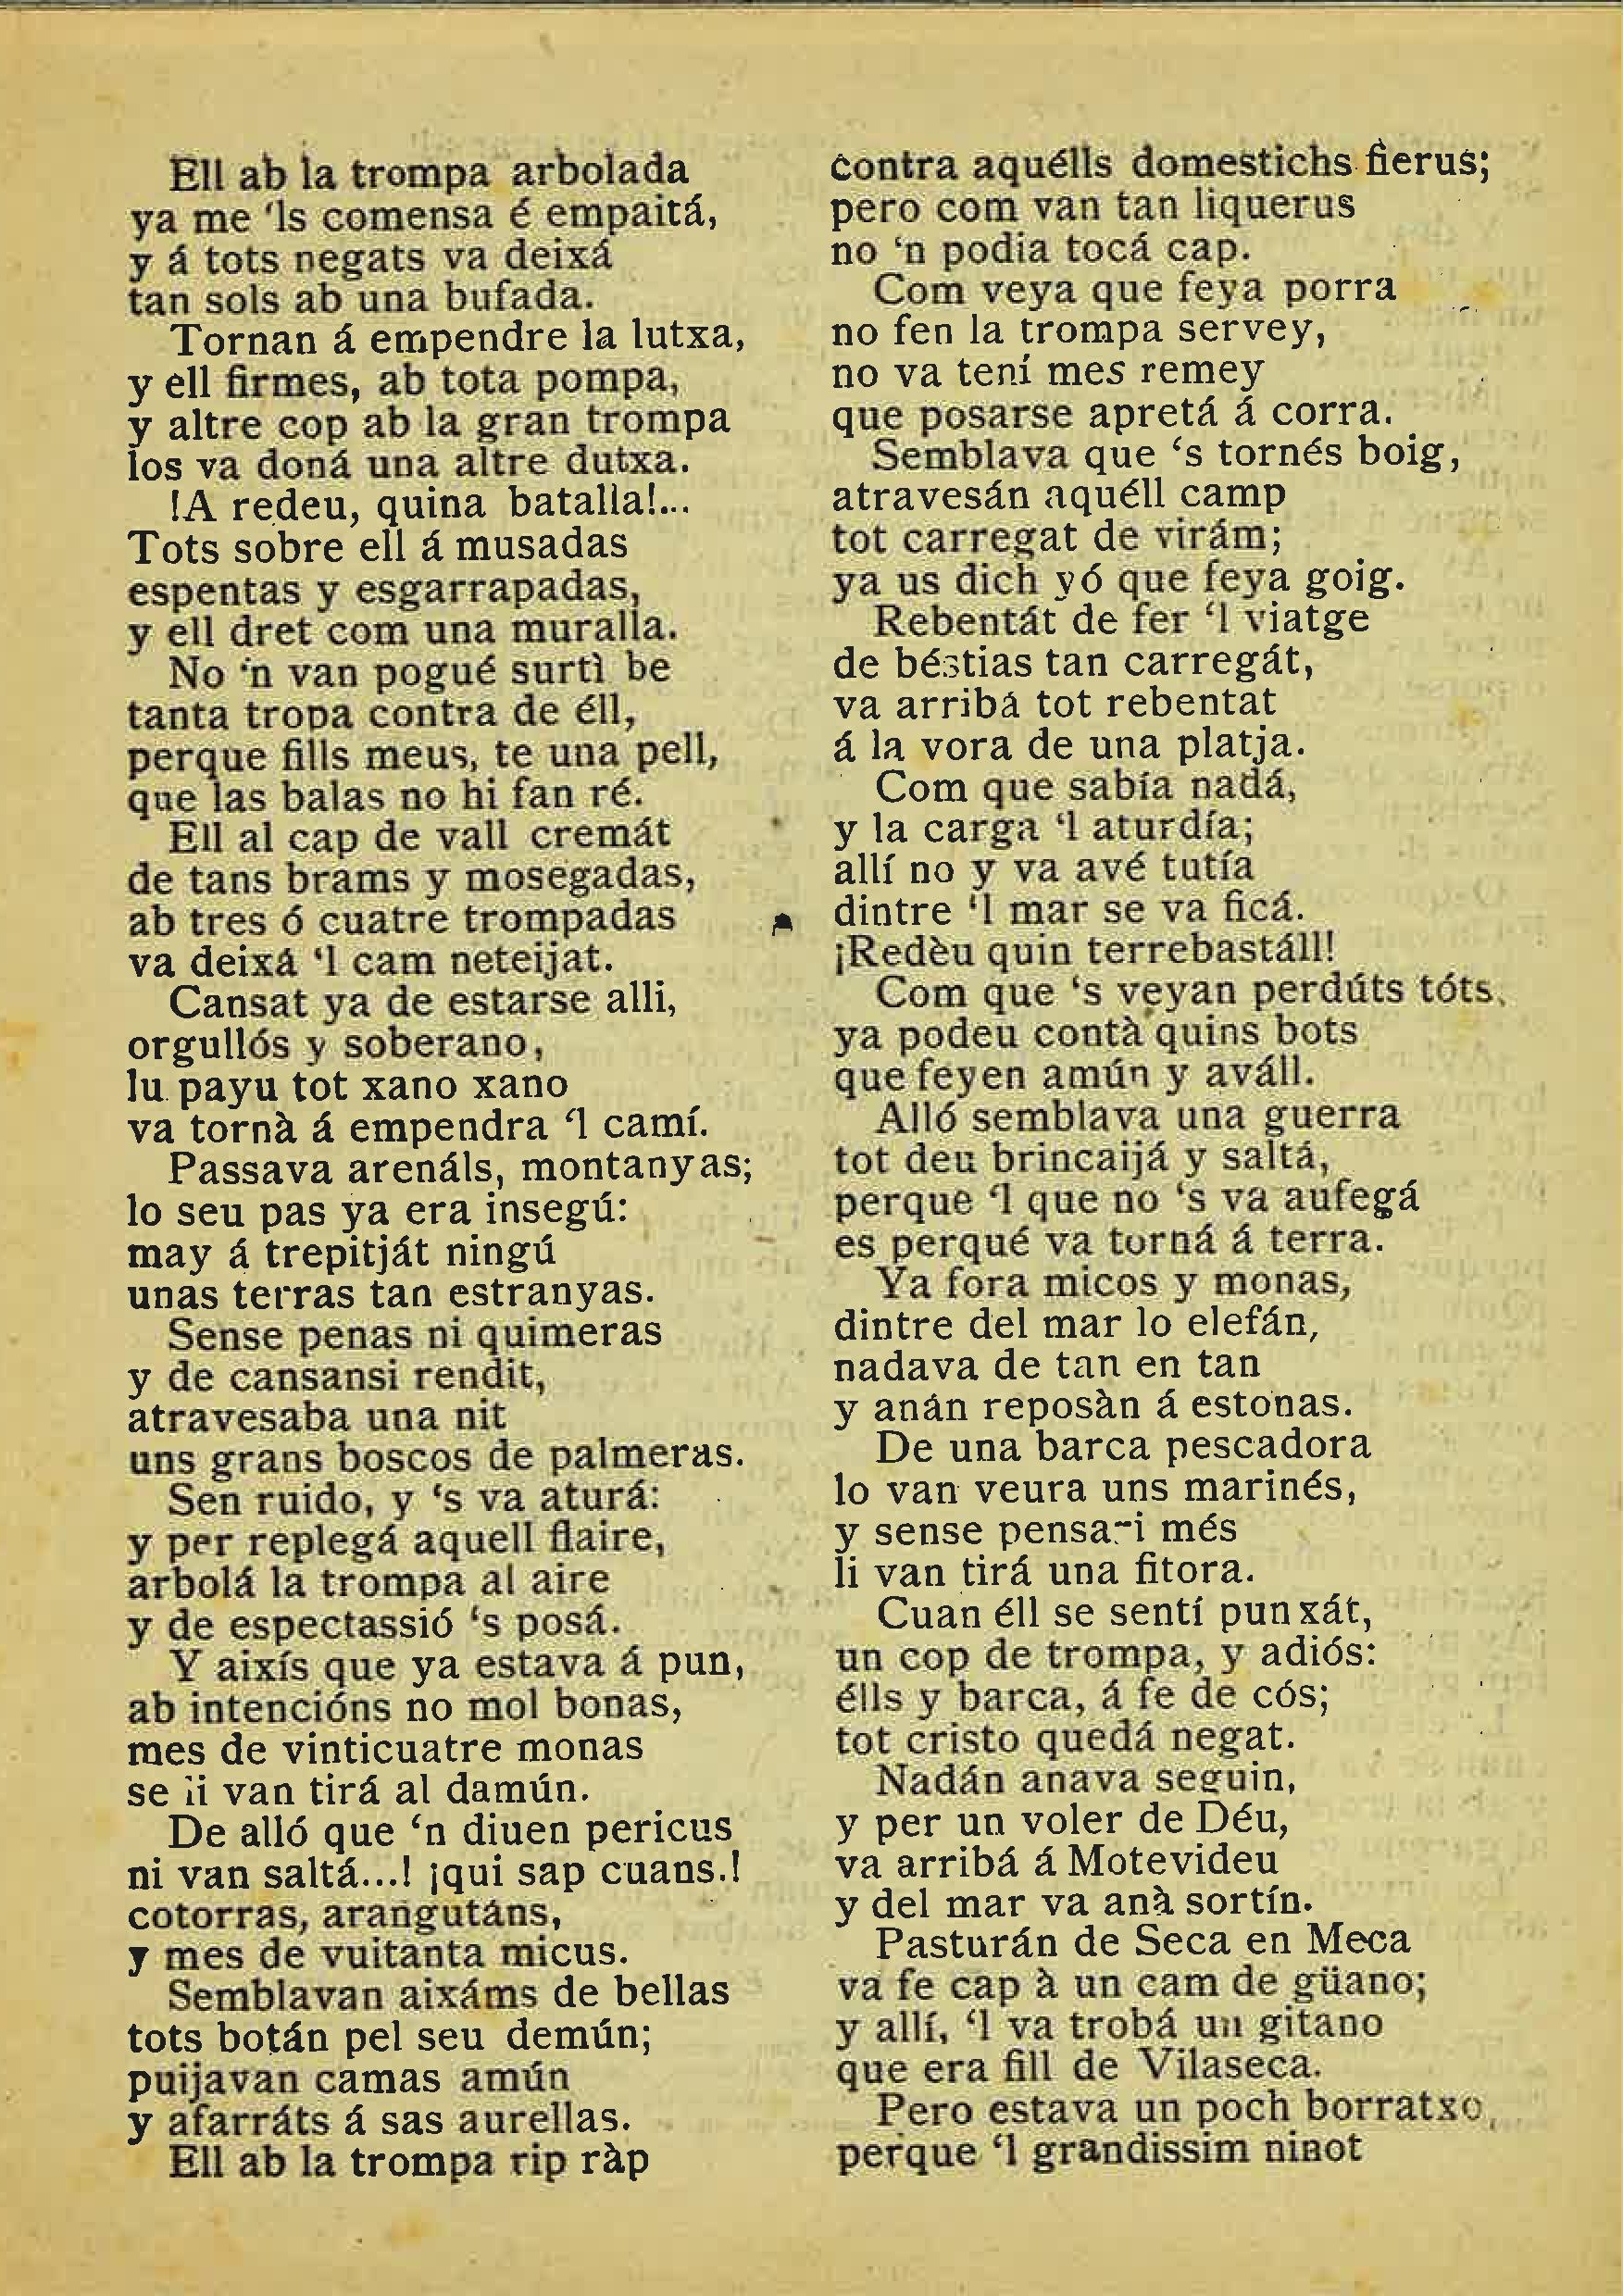 Ell ab la trompa arbolada
ya me ‘ls comensa é empaitá,
y á tots negats va deixá
tan sols ab una bufada.
Tornan á empendre la lutxa,
y ell firmes, ab tota pompa,
y altre cop ab la gran trompa
los va doná una altre dutxa.
!A redeu, quina batalla!...
Tots sobre ell á musadas
espentas y esgarrapadas,
y ell dret com una muralla.
No ‘n van pogué surtì be
tanta tropa contra de éll,
perque fills meus, te una pell,
que las balas no hi fan ré.
Ell al cap de vall cremát
de tans brams y mosegadas,
ab tres ó cuatre trompadas
va deixá ‘l cam neteijat.
Cansat ya de estarse alli,
orgullós y soberano,
lu payu tot xano xano
va tornà á empendra ‘l camí.
Passava arenáls, montanyas;
lo seu pas ya era insegú:
may á trepitját ningú
unas terras tan estranyas.
Sense penas ni quimeras
y de cansansi rendit,
atravesaba una nit
uns grans boscos de palmeras.
Sen ruido, y ‘s va aturá:
y per replegá aquell flaire,
arbolá la trompa al aire
y de espectassió ‘s posá.
Y aixís que ya estava á pun,
ab intencións no mol bonas,
mes de vinticuatre monas
se li van tirá al damún.
De alló que ‘n diuen pericus
ni van saltá...! ¡qui sap cuans.!
cotorras, arangutáns,
y mes de vuitanta micus.
Semblavan aixáms de bellas
tots botán pel seu demún;
puijavan camas amún
y afarráts á sas aurellas.
Ell ab la trompa rip ràp
contra aquélls domestichs fierus;
pero com van tan liquerus
no ‘n podia tocá cap.
Com veya que feya porra
no fen la trompa servey,
no va tení mes remey
que posarse apretá á corra.
Semblava que ‘s tornés boig,
atravesán aquéll camp
tot carregat de virám;
ya us dich yó que feya goig.
Rebentát de fer ‘l viatge
de béstias tan carregát,
va arribá tot rebentat
á la vora de una platja.
Com que sabía nadá,
y la carga ‘l aturdía;
allí no y va avé tutía
dintre ‘l mar se va ficá.
¡Redèu quin terrebastáll!
Com que ‘s veyan perdúts tóts,
ya podeu contà quins bots
que feyen amún y aváll.
Alló semblava una guerra
tot deu brincaijá y saltá,
perque ‘l que no ‘s va aufegá
es perqué va torná á terra.
Ya fora micos y monas,
dintre del mar lo elefán,
nadava de tan en tan
y anán reposàn á estonas.
De una barca pescadora
lo van veura uns marinés,
y sense pensar-i més
li van tirá una fitora.
Cuan éll se sentí punxát,
un cop de trompa, y adiós:
élls y barca, á fe de cós;
tot cristo quedá negat.
Nadán anava seguin,
y per un voler de Déu,
va arribá á Motevideu
y del mar va anà sortín.
Pasturán de Seca en Meca
va fe cap à un cam de güano;
y allí, ‘l va trobá un gitano
que era fill de Vilaseca.
Pero estava un poch borratxo,
perque ‘l grandissim ninot